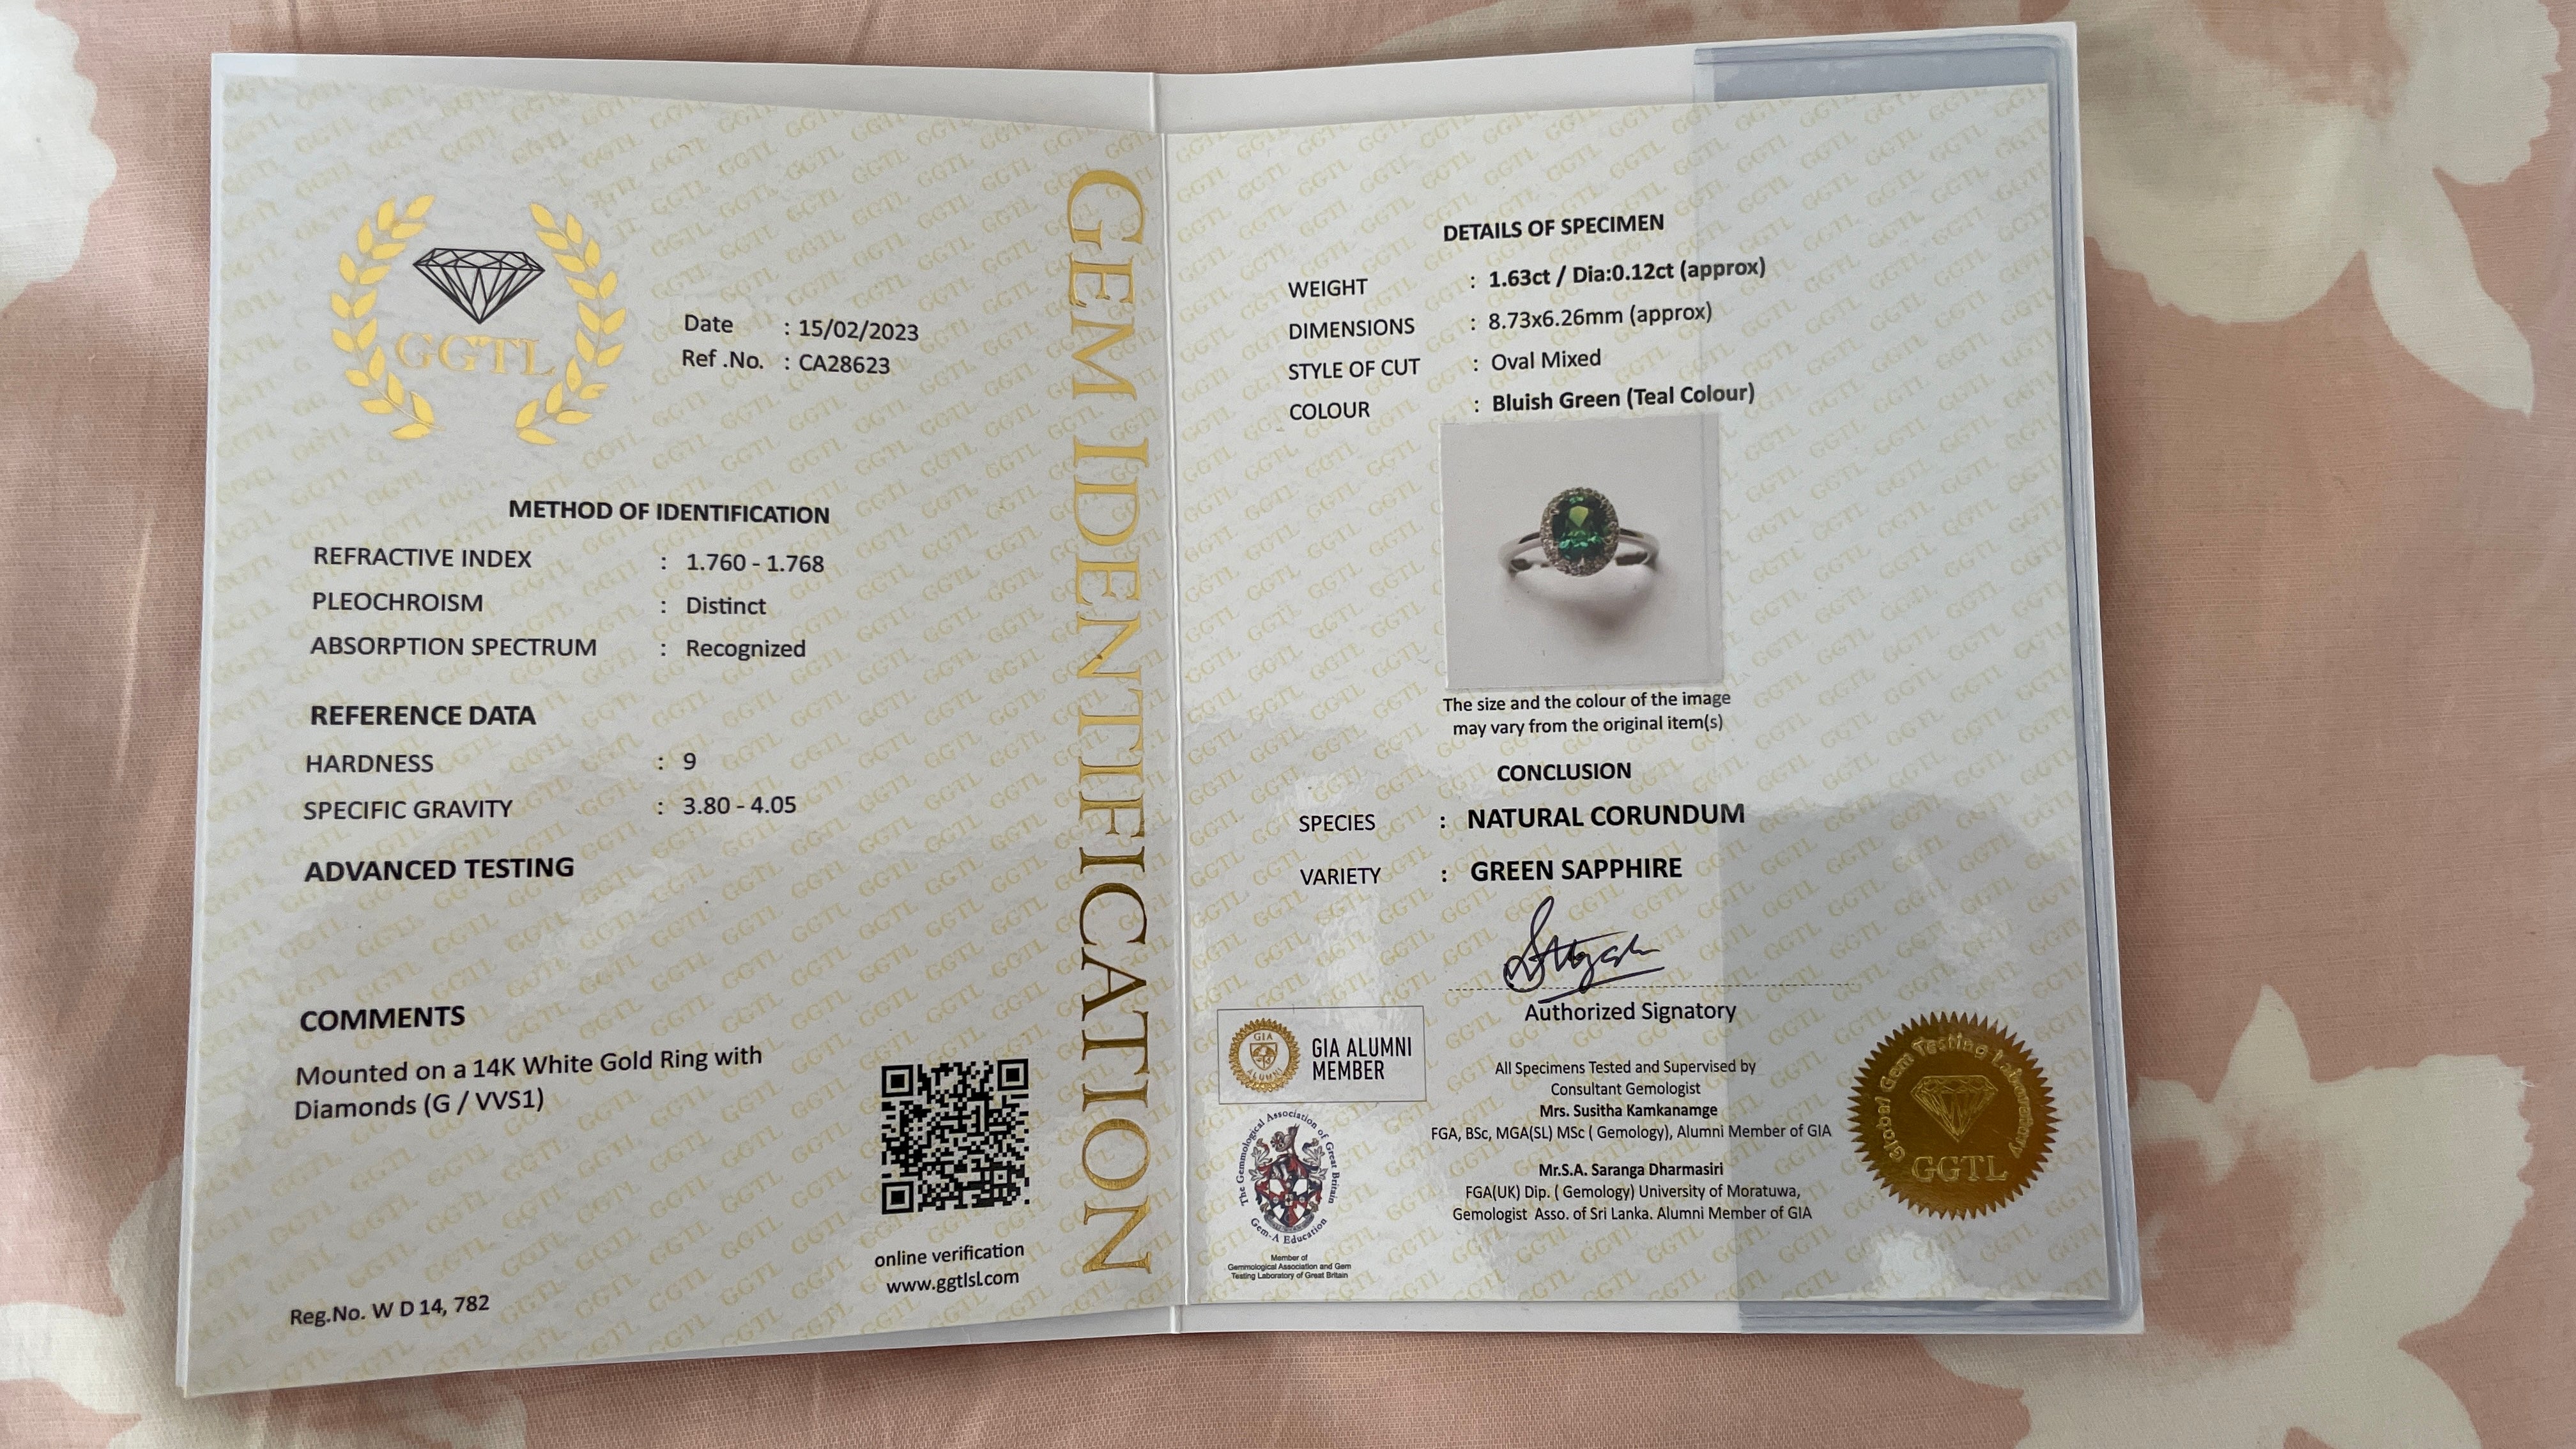 GGTL
Date : 15/02/2023
Ref .No. : CA28623
METHOD OF IDENTIFICATION
REFRACTIVE INDEX : 1.760 - 1.768
PLEOCHROISM : Distinct
ABSORPTION SPECTRUM : Recognized
REFERENCE DATA
HARDNESS : 9
SPECIFIC GRAVITY : 3.80 - 4.05
ADVANCED TESTING
COMMENTS
Mounted on a 14K White Gold Ring with
Diamonds (G / VVS1)
online verification
www.ggtlsl.com
Reg.No. W D 14, 782
GEM IDENTIFICATION
DETAILS OF SPECIMEN
WEIGHT : 1.63ct / Dia:0.12ct (approx)
DIMENSIONS : 8.73x6.26mm (approx)
STYLE OF CUT : Oval Mixed
COLOUR : Bluish Green (Teal Colour)
The size and the colour of the image
may vary from the original item(s)
CONCLUSION
SPECIES : NATURAL CORUNDUM
VARIETY : GREEN SAPPHIRE
Authorized Signatory
GIA
ALUMNI
GIA ALUMNI
MEMBER
The Gemmological Association of Great Britain
Gem-A Education
Member of
Gemmological Association and Gem
Testing Laboratory of Great Britain
All Specimens Tested and Supervised by
Consultant Gemologist
Mrs. Susitha Kamkanamge
FGA, BSc, MGA(SL) MSc ( Gemology), Alumni Member of GIA
Mr.S.A. Saranga Dharmasiri
FGA(UK) Dip. ( Gemology) University of Moratuwa,
Gemologist Asso. of Sri Lanka. Alumni Member of GIA
Global Gem Testing Laboratory
GGTL